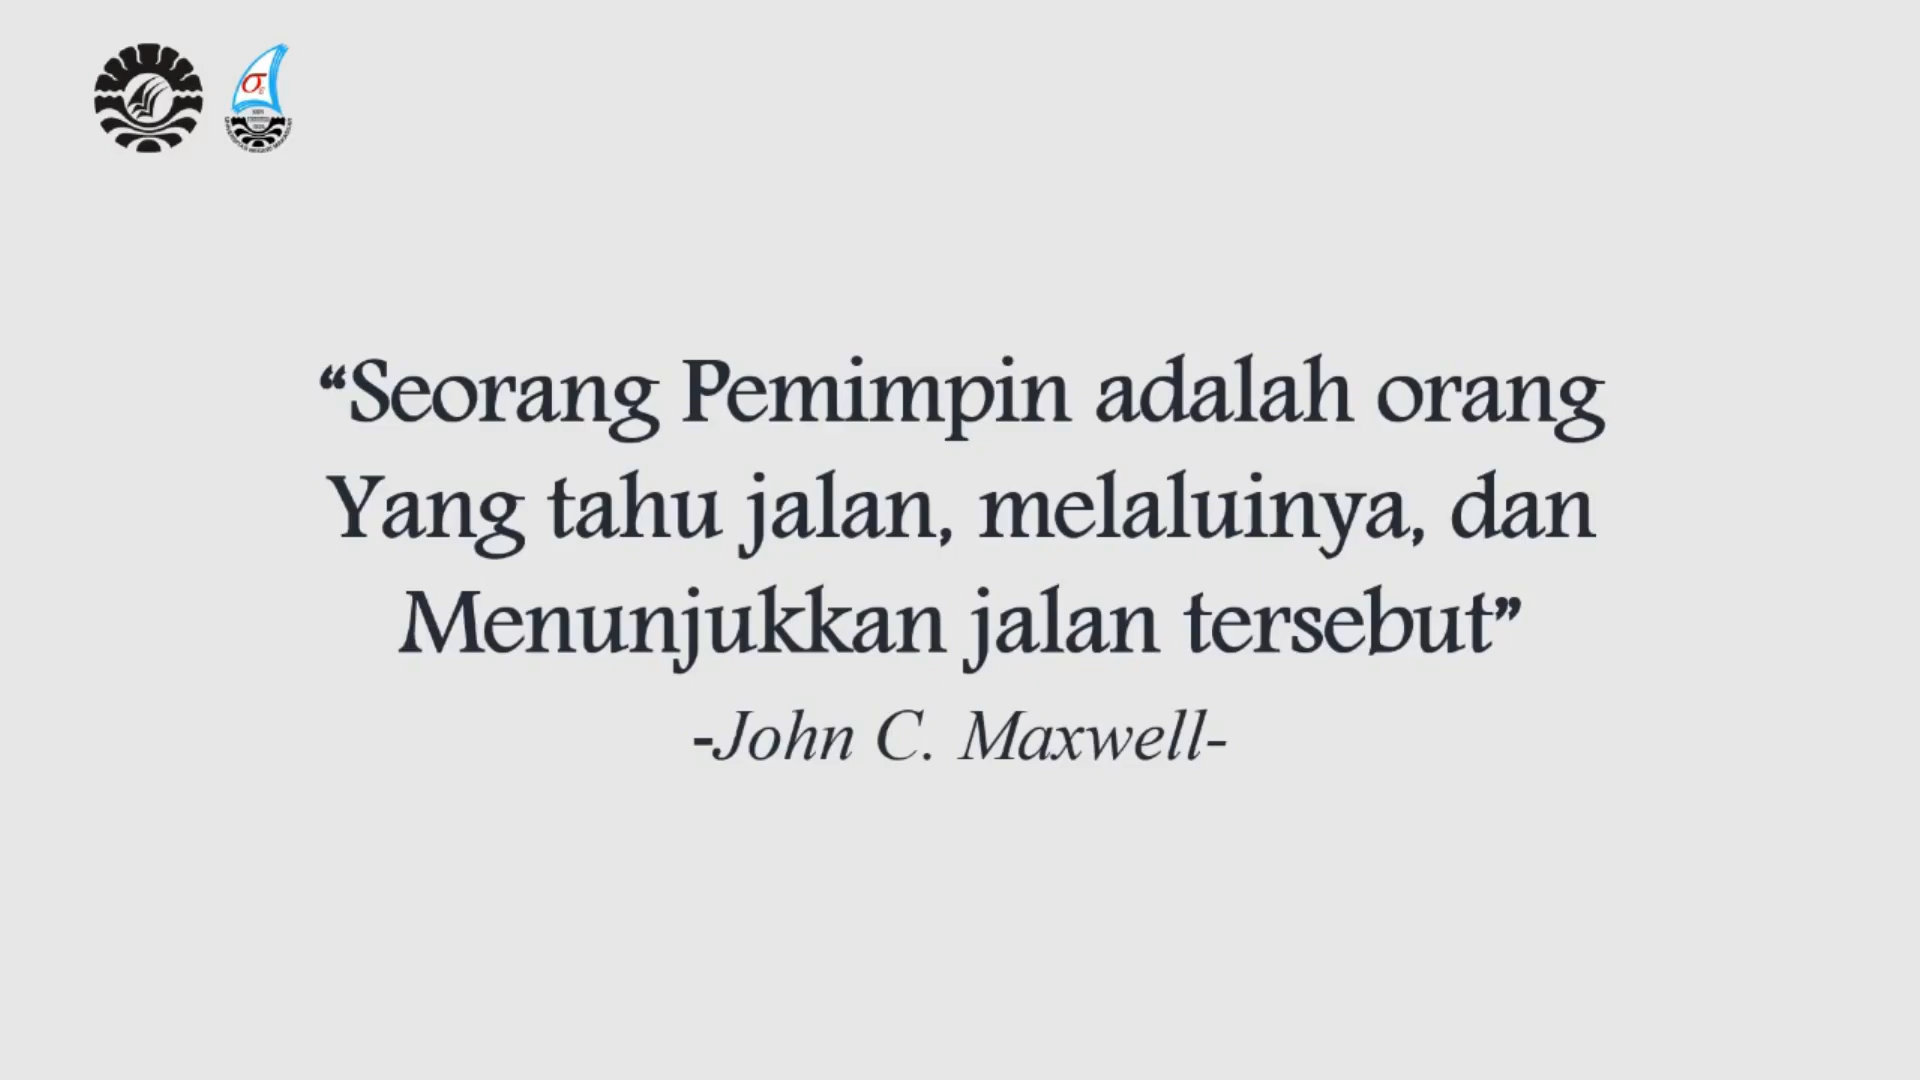 “Seorang Pemimpin adalah orang
Yang tahu jalan, melaluinya, dan
Menunjukkan jalan tersebut”
-John C. Maxwell-